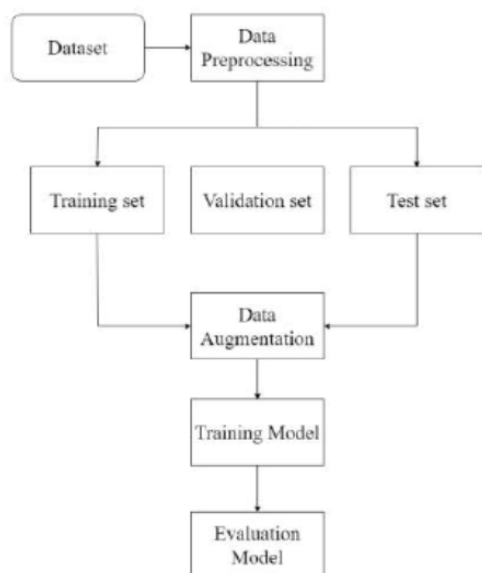 Dataset
Data
Preprocessing
Training set
Validation set
Test set
Data
Augmentation
Training Model
Evaluation
Model